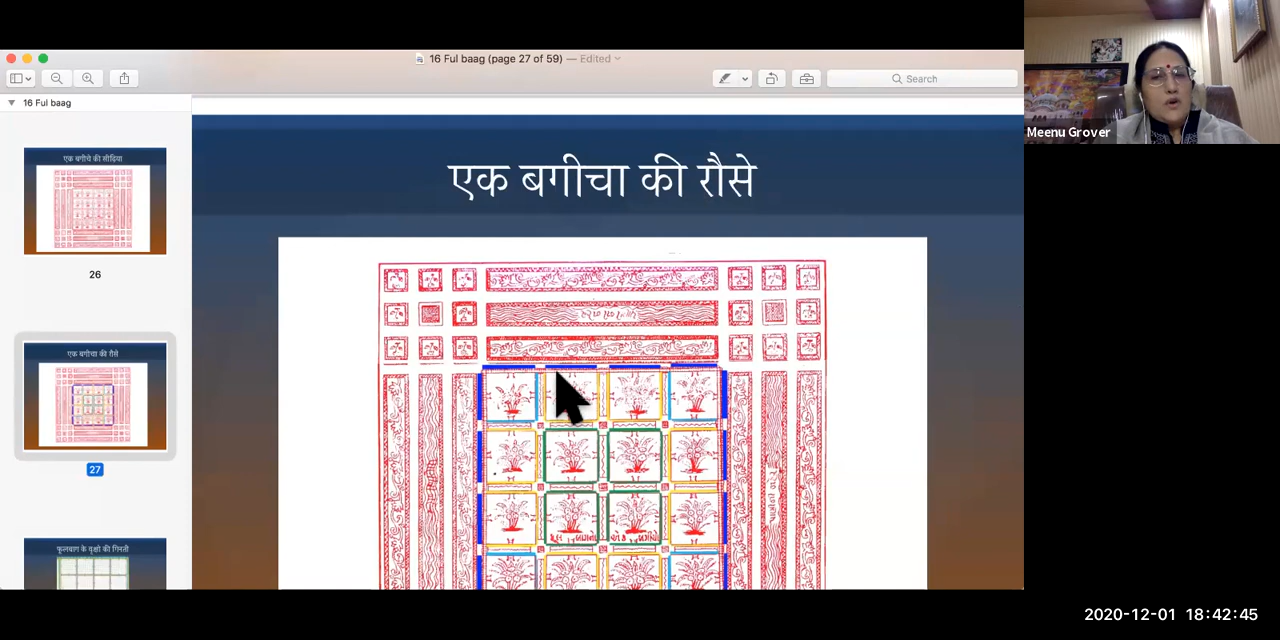 16 Ful baag (page 27 of 59) — Edited
Search
16 Ful baag
एक बगीचे की सीढ़िया
26
एक बगीचा की रौसे
27
फूलबाग के वृक्षो की गिनती
एक बगीचा की रौसे
Meenu Grover
2020-12-01 18:42:45